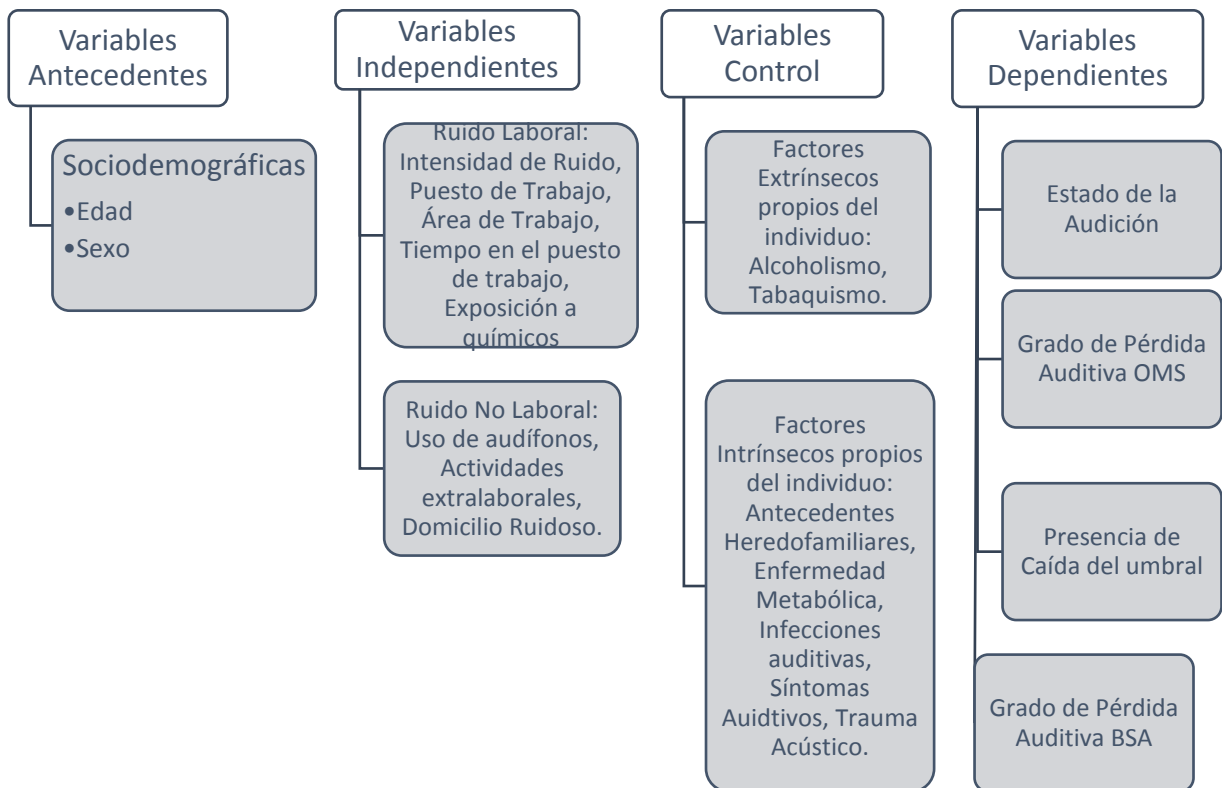 Variables
Antecedentes
Sociodemográficas
•Edad
•Sexo
Variables
Independientes
Ruido Laboral:
Intensidad de Ruido,
Puesto de Trabajo,
Área de Trabajo,
Tiempo en el puesto
de trabajo,
Exposición a
químicos
Ruido No Laboral:
Uso de audífonos,
Actividades
extralaborales,
Domicilio Ruidoso.
Variables
Control
Factores
Extrínsecos
propios del
individuo:
Alcoholismo,
Tabaquismo.
Factores
Intrínsecos propios
del individuo:
Antecedentes
Heredofamiliares,
Enfermedad
Metabólica,
Infecciones
auditivas,
Síntomas
Auidtivos, Trauma
Acústico.
Variables
Dependientes
Estado de la
Audición
Grado de Pérdida
Auditiva OMS
Presencia de
Caída del umbral
Grado de Pérdida
Auditiva BSA